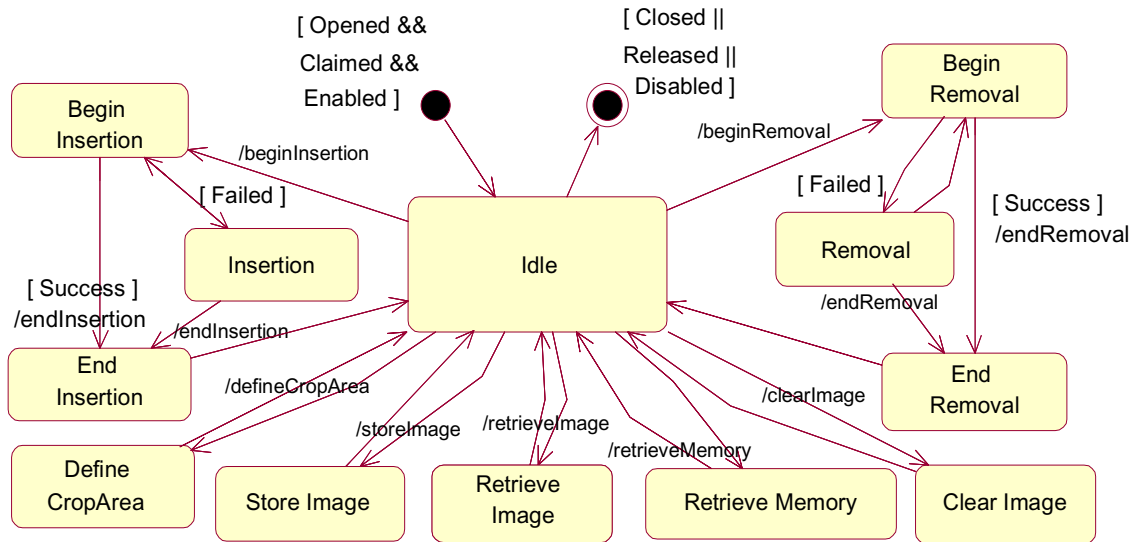 [ Opened &&
Claimed &&
Enabled ]
[ Closed ||
Released ||
Disabled ]
Begin
Insertion
Begin
Removal
/beginInsertion
/beginRemoval
[ Failed ]
[ Failed ]
[ Success ]
/endRemoval
Insertion
Idle
Removal
[ Success ]
/endInsertion
/endInsertion
/endRemoval
End
Insertion
End
Removal
/defineCropArea
/storeImage
/retrieveImage
/retrieveMemory
/clearImage
Define
CropArea
Store Image
Retrieve
Image
Retrieve Memory
Clear Image